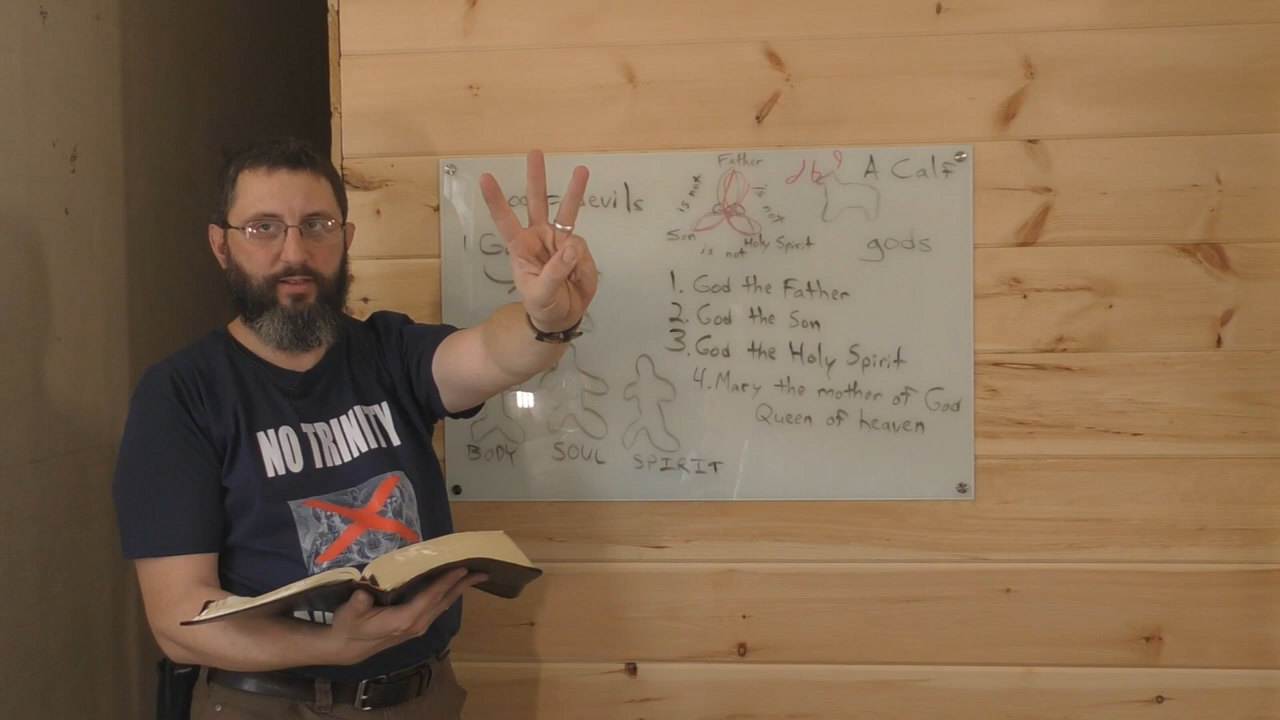 NO TRINITY
evils
1 G
Father
is not
is not
Son
Holy Spirit
is not
A Calf
gods
1. God the Father
2. God the Son
3. God the Holy Spirit
4. Mary the mother of God
Queen of heaven
BODY SOUL SPIRIT